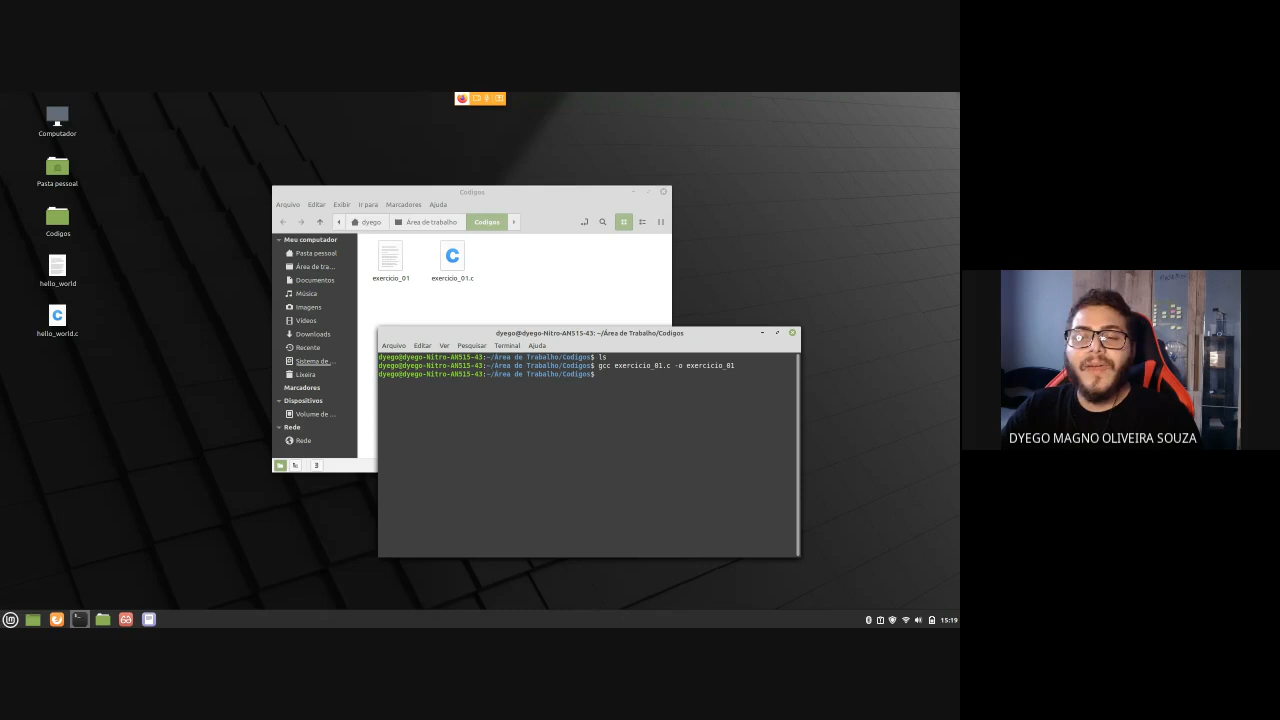 Computador
Pasta pessoal
Codigos
hello_world
hello_world.c
Codigos
Arquivo Editar Exibir Ir para Marcadores Ajuda
dyego Área de trabalho Codigos
Meu computador
Pasta pessoal
Área de tra...
Documentos
Música
Imagens
Vídeos
Downloads
Recente
Sistema de...
Lixeira
Marcadores
Dispositivos
Volume de ...
Rede
Rede
exercicio_01
exercicio_01.c
dyego@dyego-Nitro-AN515-43: ~/Área de Trabalho/Codigos
Arquivo Editar Ver Pesquisar Terminal Ajuda
dyego@dyego-Nitro-AN515-43:~/Área de Trabalho/Codigos$ ls
dyego@dyego-Nitro-AN515-43:~/Área de Trabalho/Codigos$ gcc exercicio_01.c -o exercicio_01
dyego@dyego-Nitro-AN515-43:~/Área de Trabalho/Codigos$
15:19
DYEGO MAGNO OLIVEIRA SOUZA